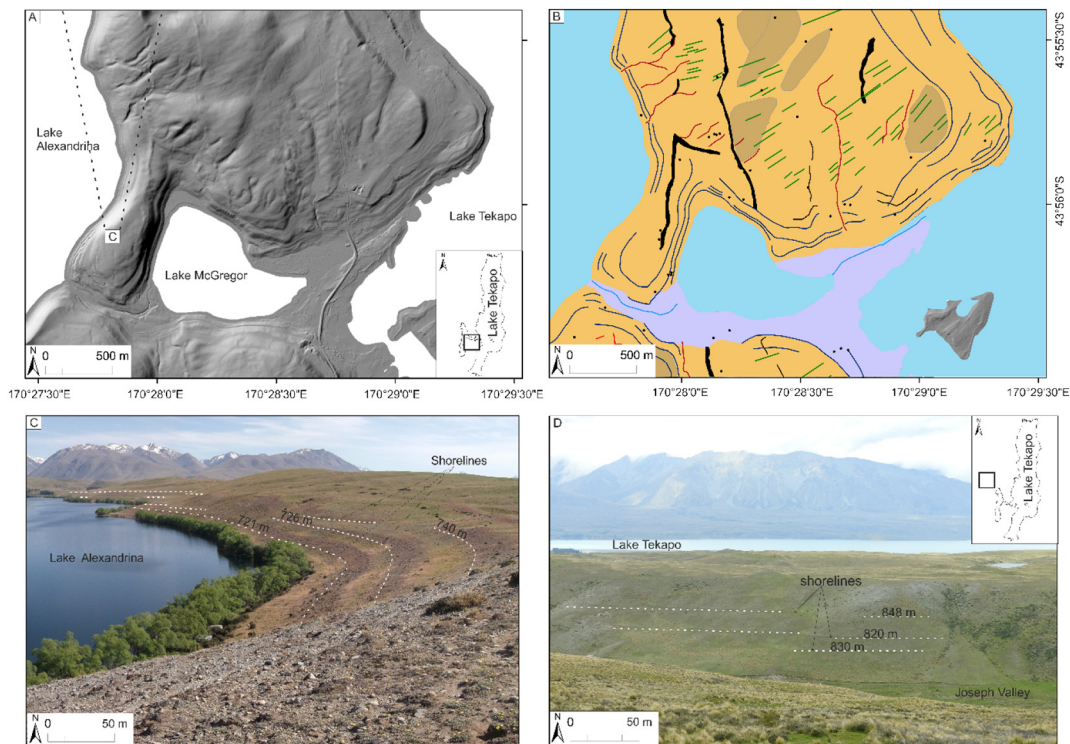 A
Lake
Alexandrina
C
Lake McGregor
Lake Tekapo
N
Lake Tekapo
N
0 500 m
170°27'30"E 170°28'0"E 170°28'30"E 170°29'0"E 170°29'30"E
B
43°55'30"S
43°56'0"S
N
0 500 m
170°28'0"E 170°28'30"E 170°29'0"E 170°29'30"E
C
Shorelines
721 m
726 m
740 m
Lake Alexandrina
N
0 50 m
D
N
Lake Tekapo
Lake Tekapo
shorelines
848 m
820 m
830 m
Joseph Valley
N
0 50 m